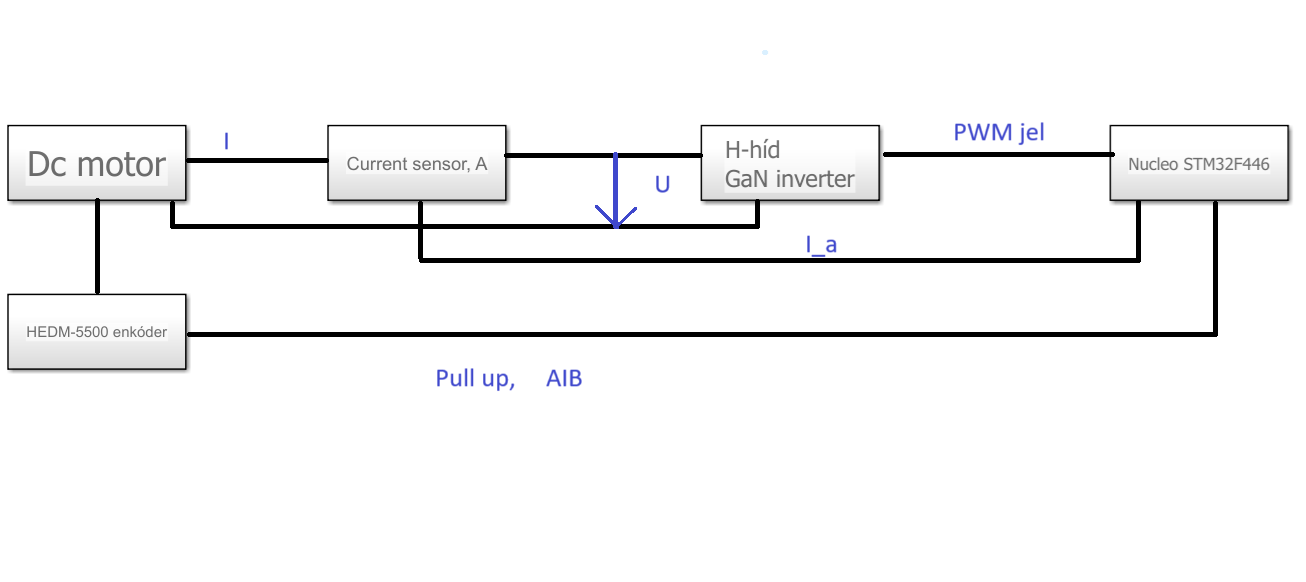 Dc motor
I
Current sensor, A
U
H-híd
GaN inverter
PWM jel
Nucleo STM32F446
I_a
HEDM-5500 enkóder
Pull up, AIB